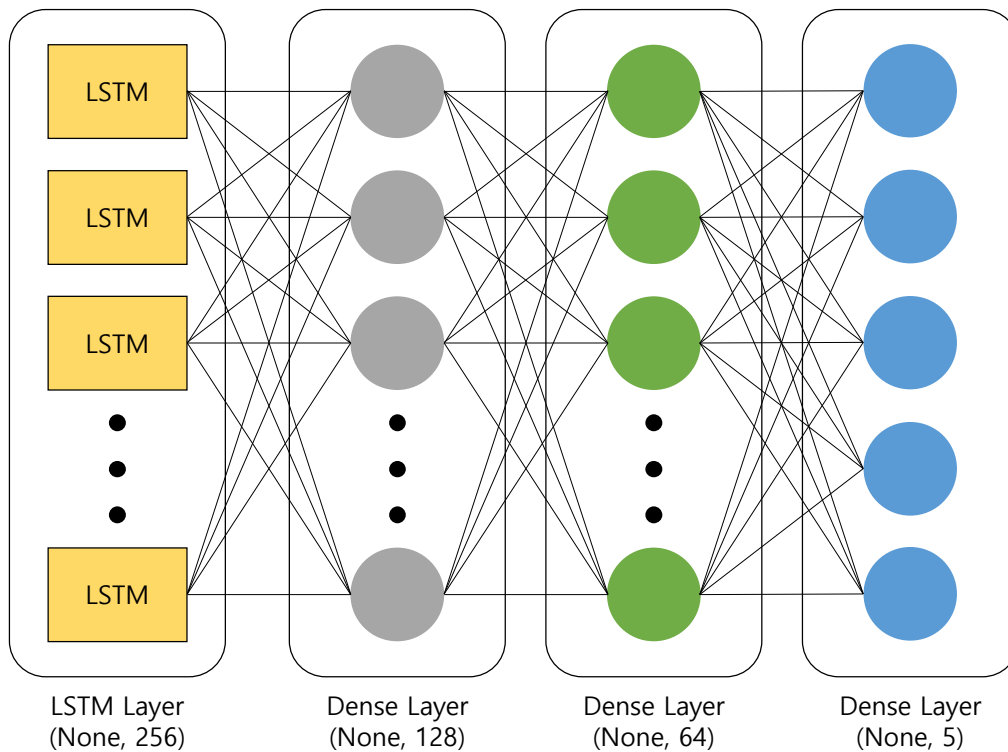 LSTM
LSTM
LSTM
LSTM
LSTM Layer
(None, 256)
Dense Layer
(None, 128)
Dense Layer
(None, 64)
Dense Layer
(None, 5)